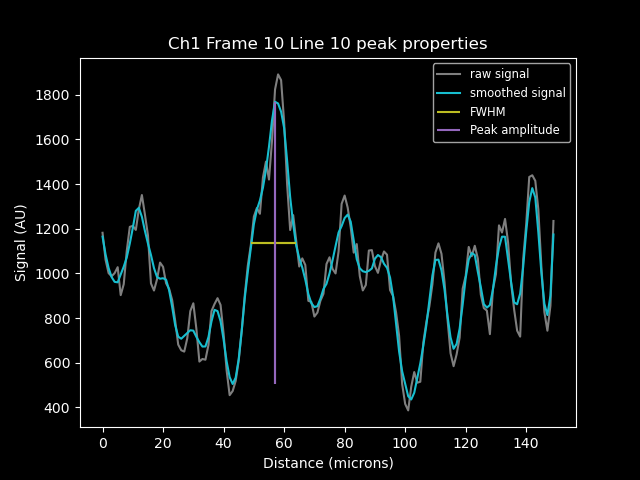 Ch1 Frame 10 Line 10 peak properties
raw signal
smoothed signal
FWHM
Peak amplitude
Signal (AU)
1800
1600
1400
1200
1000
800
600
400
0 20 40 60 80 100 120 140
Distance (microns)